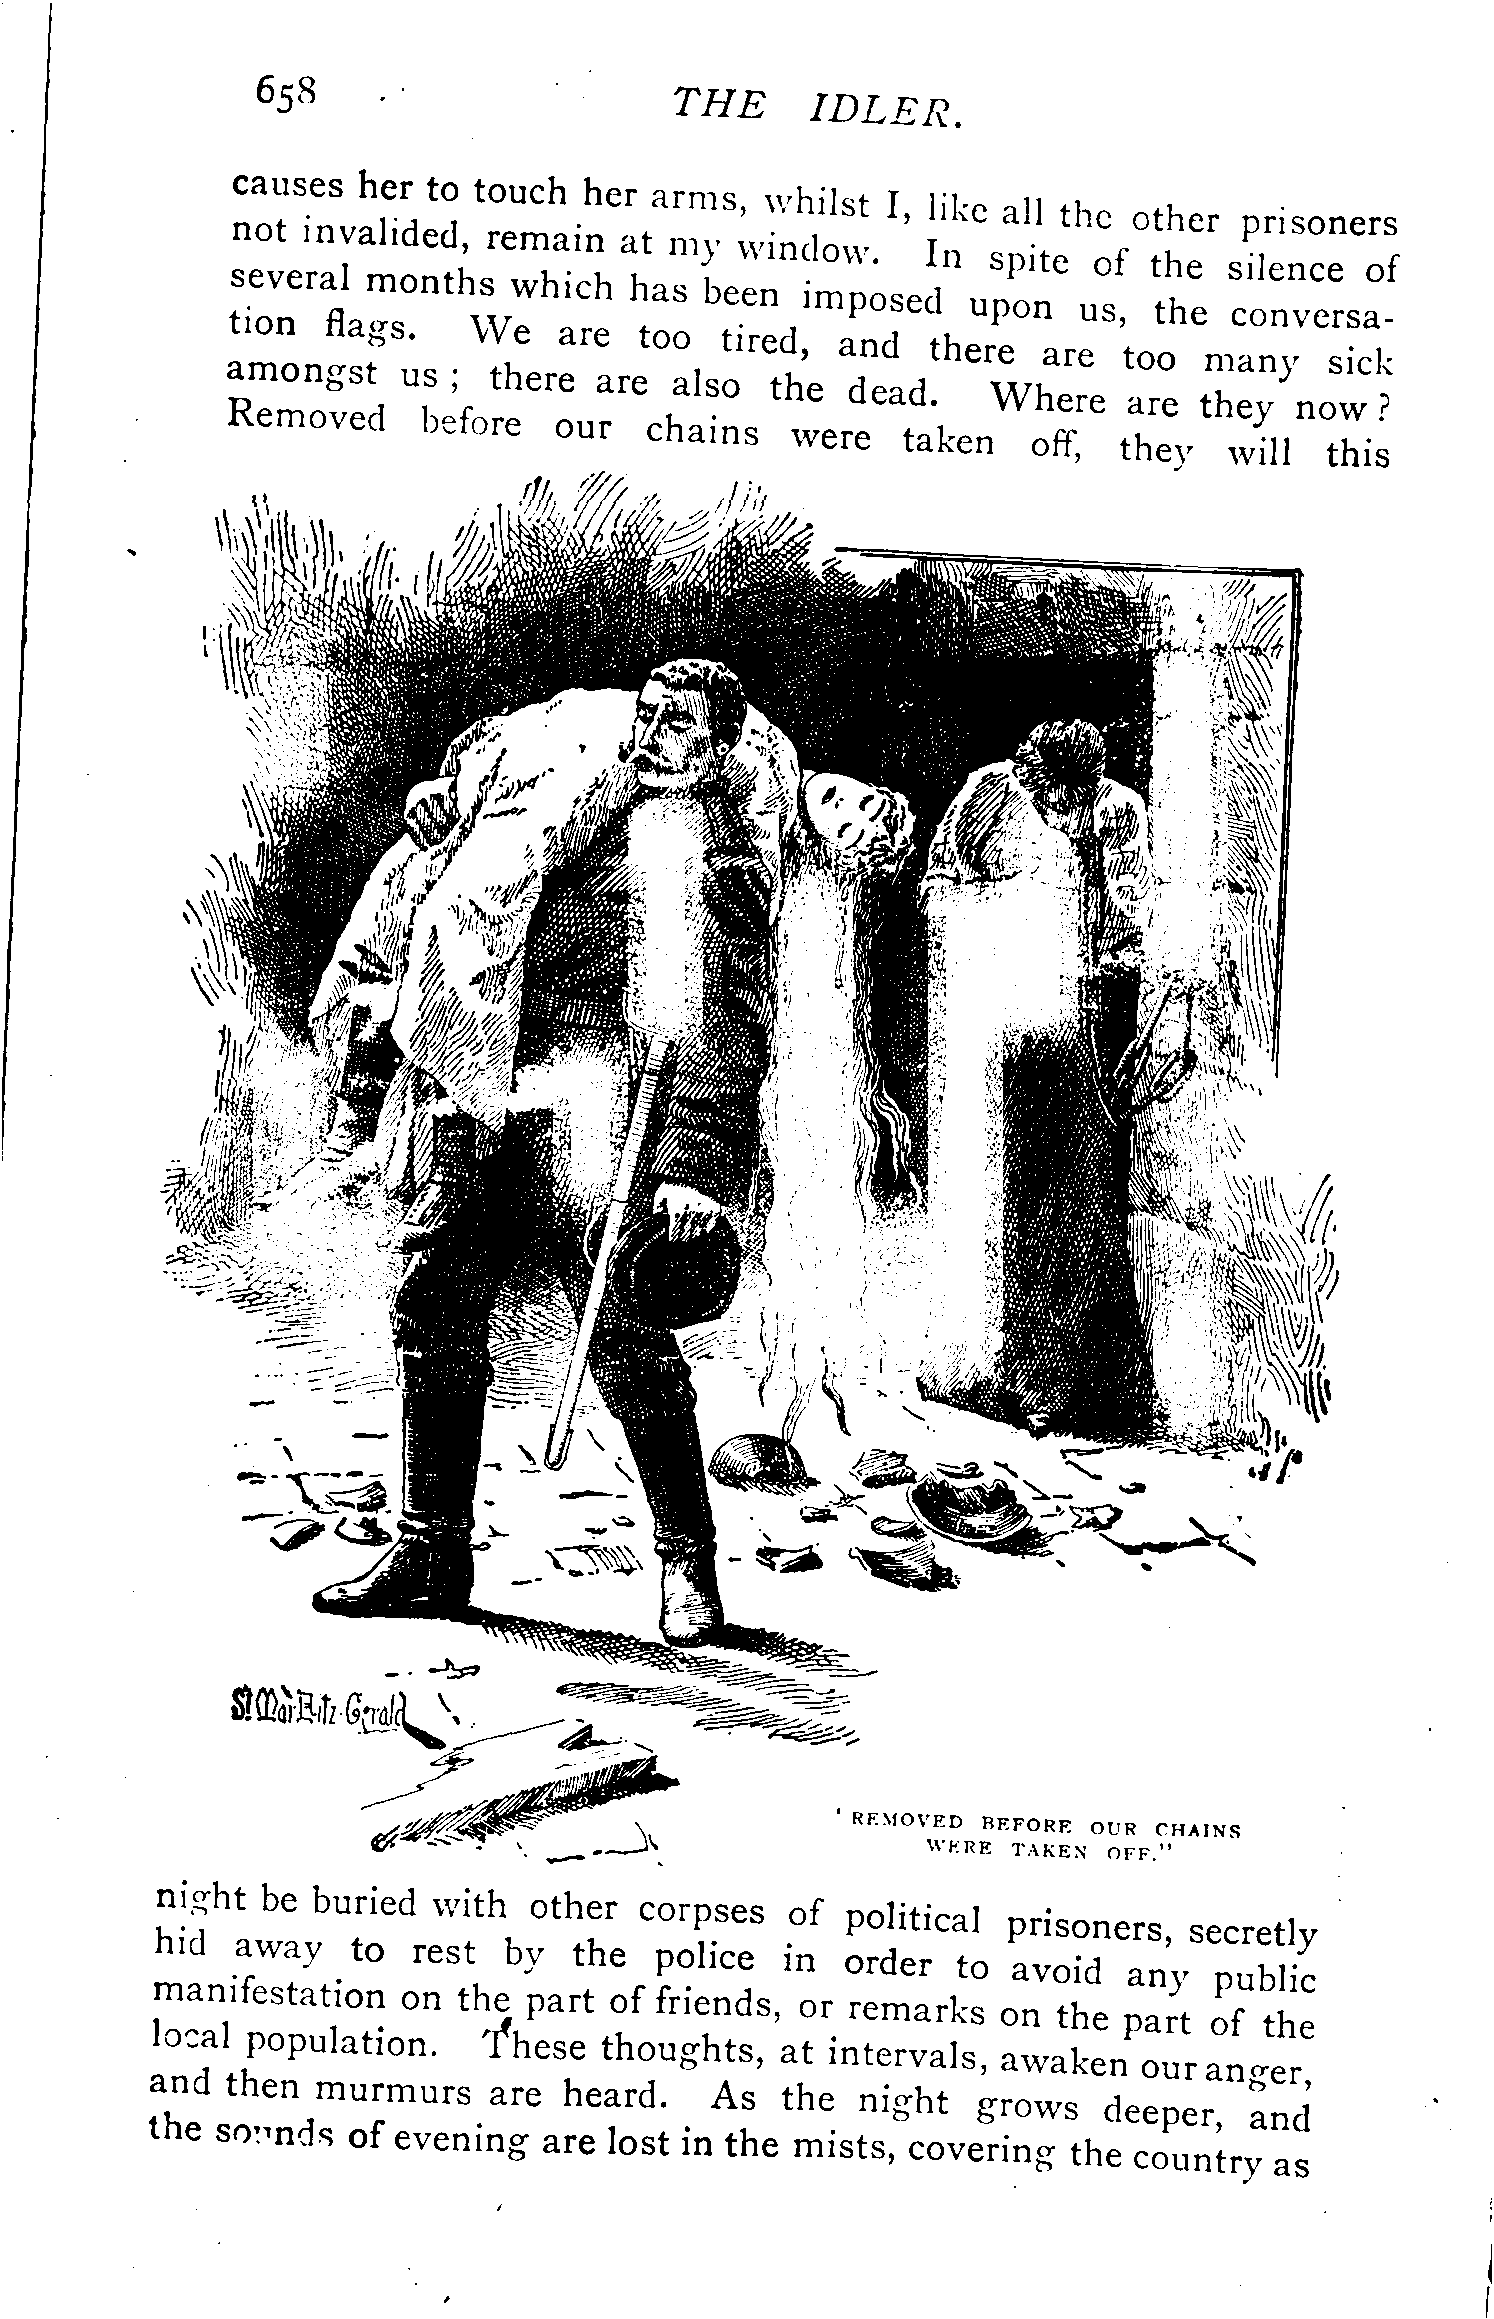 658
THE IDLER.
causes her to touch her arms, whilst I, like all the other prisoners
not invalided, remain at my window. In spite of the silence of
several months which has been imposed upon us, the conversa-
tion flags. We are too tired, and there are too many sick
amongst us ; there are also the dead. Where are they now ?
Removed before our chains were taken off, they will this
St. Mar Fitz-Gerald
' REMOVED BEFORE OUR CHAINS
WERE TAKEN OFF."
night be buried with other corpses of political prisoners, secretly
hid away to rest by the police in order to avoid any public
manifestation on the part of friends, or remarks on the part of the
local population. These thoughts, at intervals, awaken our anger,
and then murmurs are heard. As the night grows deeper, and
the sounds of evening are lost in the mists, covering the country as